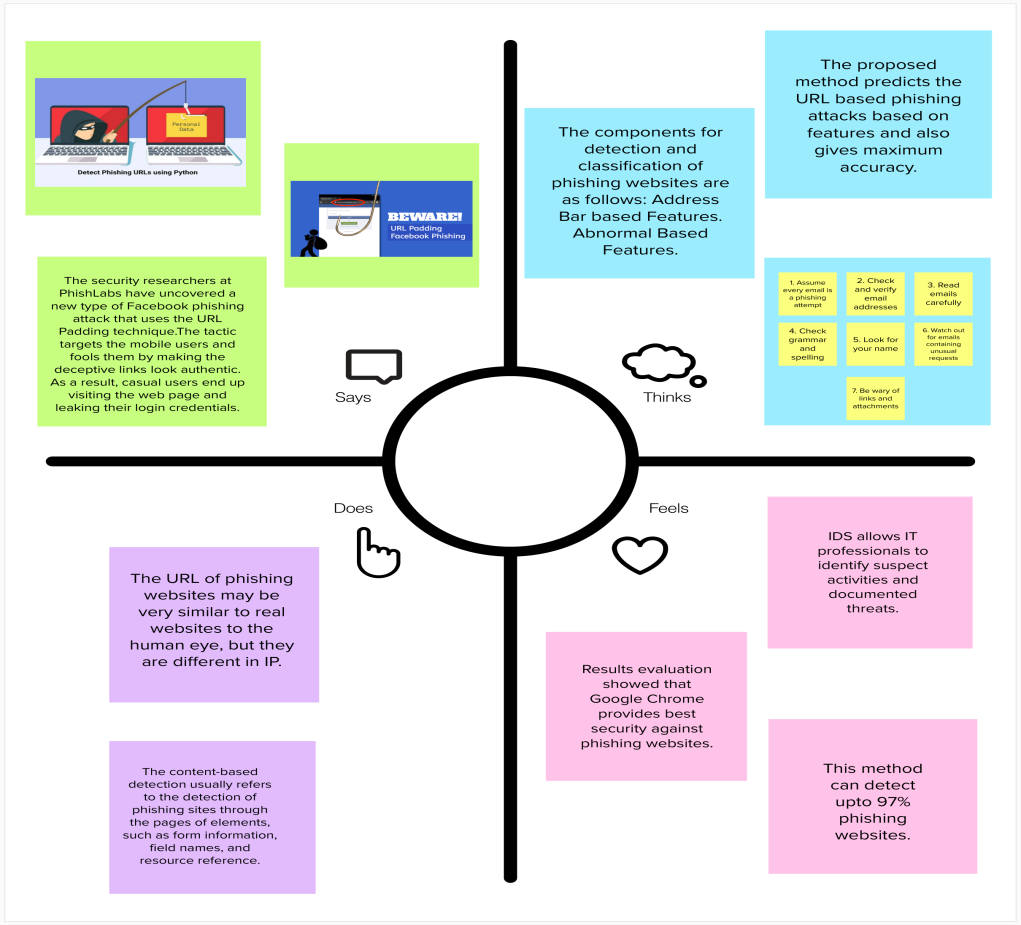 Personal
Data
Detect Phishing URLs using Python
BEWARE!
URL Padding
Facebook Phishing
The security researchers at
PhishLabs have uncovered a
new type of Facebook phishing
attack that uses the URL
Padding technique.The tactic
targets the mobile users and
fools them by making the
deceptive links look authentic.
As a result, casual users end up
visiting the web page and
leaking their login credentials.
Says
The components for
detection and
classification of
phishing websites are
as follows: Address
Bar based Features.
Abnormal Based
Features.
The proposed
method predicts the
URL based phishing
attacks based on
features and also
gives maximum
accuracy.
1. Assume
every email is
a phishing
attempt
2. Check
and verify
email
addresses
3. Read
emails
carefully
4. Check
grammar
and
spelling
5. Look for
your name
6. Watch out
for emails
containing
unusual
requests
7. Be wary of
links and
attachments
Thinks
Does
The URL of phishing
websites may be
very similar to real
websites to the
human eye, but they
are different in IP.
The content-based
detection usually refers
to the detection of
phishing sites through
the pages of elements,
such as form information,
field names, and
resource reference.
Feels
IDS allows IT
professionals to
identify suspect
activities and
documented
threats.
Results evaluation
showed that
Google Chrome
provides best
security against
phishing websites.
This method
can detect
upto 97%
phishing
websites.